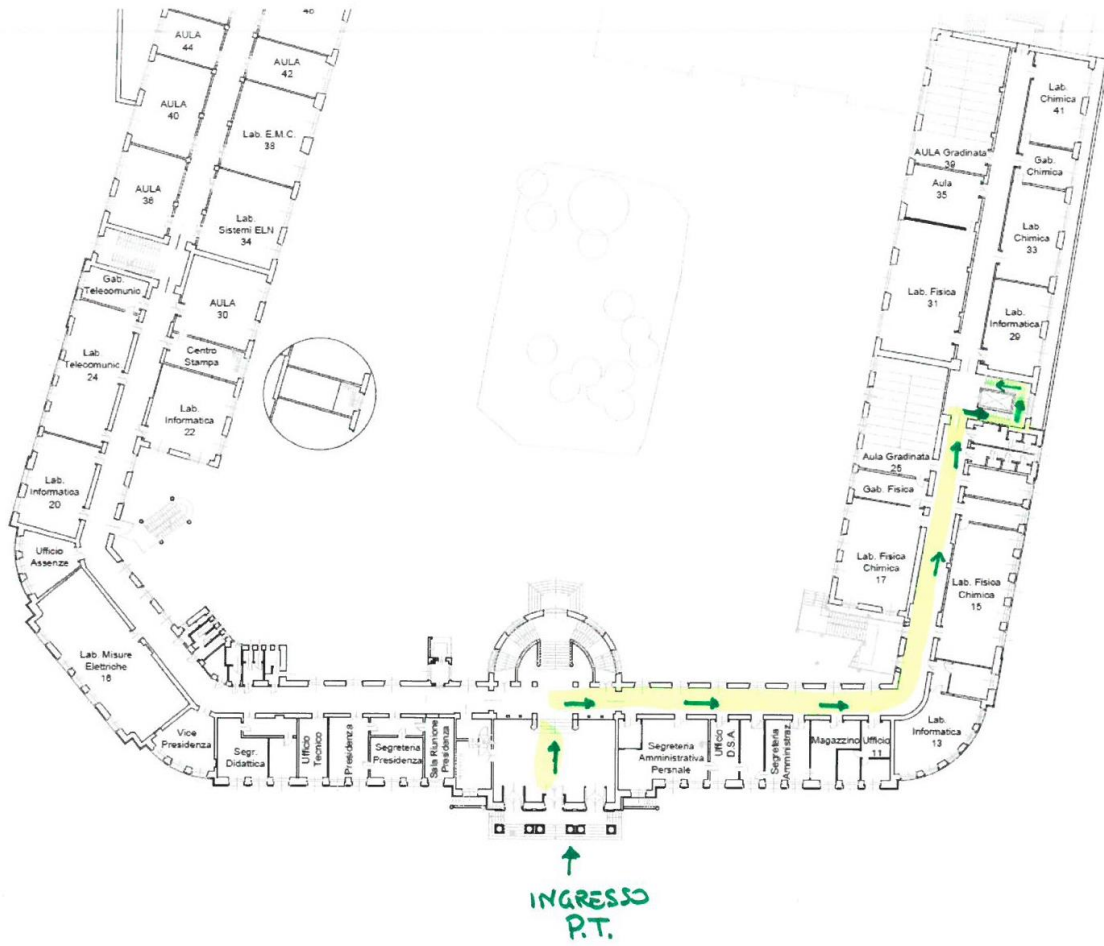 46
AULA
44
AULA
42
AULA
40
Lab. E.M.C.
38
AULA
36
Lab.
Sistemi ELN
34
Gab.
Telecomunic
AULA
30
Lab
Telecomunic.
24
Centro
Stampa
Lab.
Informatica
22
Lab.
Informatica
20
Ufficio
Assenze
Lab. Misure
Elettriche
16
Vice
Presidenza
Segr.
Didattica
Ufficio
Tecnico
Presidenza
Segreteria
Presidenza
Sala Riunione
Presidenza
Segreteria
Amministrativa
Persnale
Ufficio
D.S.A.
Segreteria
Amministraz.
Magazzino
Ufficio
11
Lab.
Informatica
13
Lab. Fisica
Chimica
15
Lab. Fisica
Chimica
17
Gab. Fisica
Aula Gradinata
25
Lab.
Informatica
29
Lab. Fisica
31
Lab
Chimica
33
Aula
35
AULA Gradinata
39
Gab.
Chimica
Lab.
Chimica
41
INGRESSO
P.T.